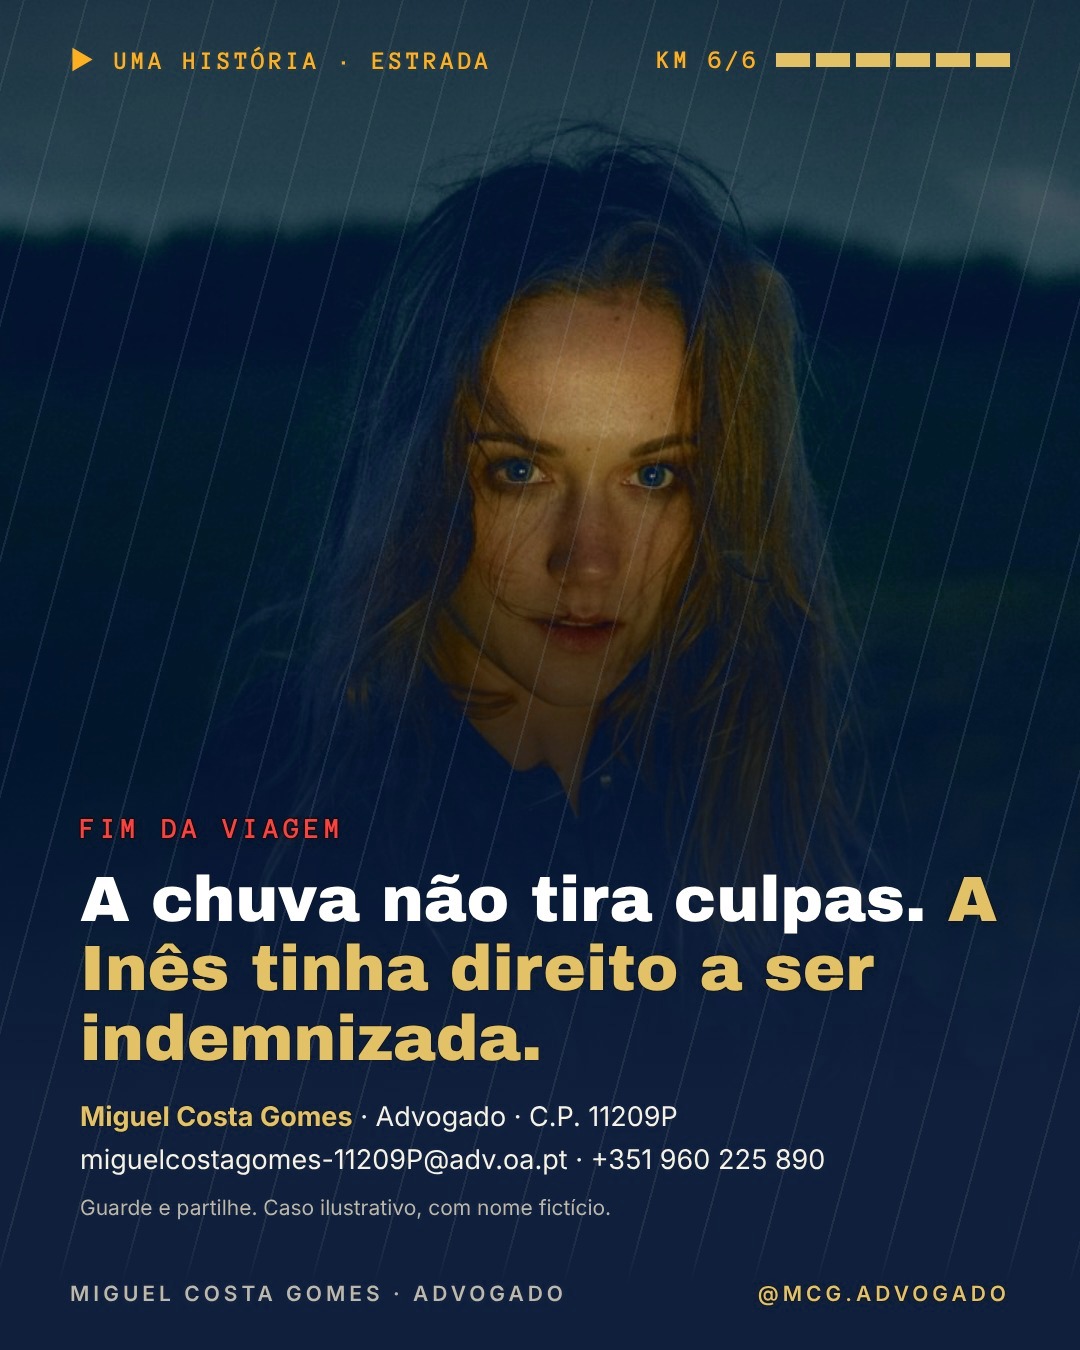 ▶ UMA HISTÓRIA · ESTRADA
KM 6/6
FIM DA VIAGEM
A chuva não tira culpas. A
Inês tinha direito a ser
indemnizada.
Miguel Costa Gomes · Advogado · C.P. 11209P
miguelcostagomes-11209P@adv.oa.pt · +351 960 225 890
Guarde e partilhe. Caso ilustrativo, com nome fictício.
MIGUEL COSTA GOMES · ADVOGADO
@MCG.ADVOGADO